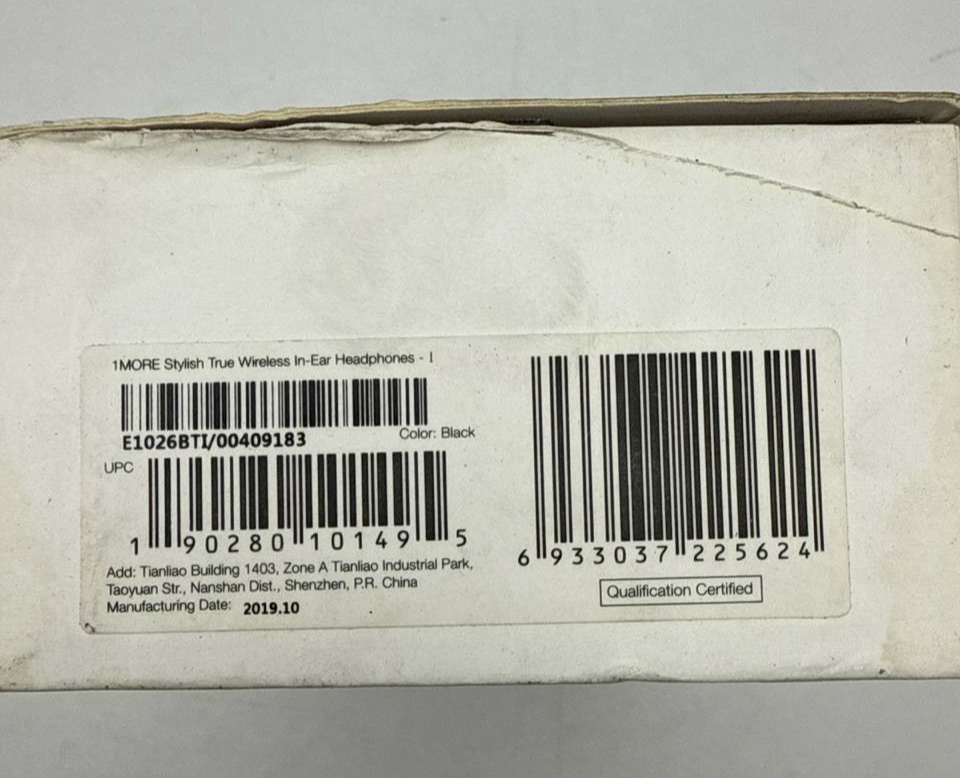 1MORE Stylish True Wireless In-Ear Headphones - I
E1026BTI/00409183
Color: Black
UPC
1 90280 10149 5
Add: Tianliao Building 1403, Zone A Tianliao Industrial Park,
Taoyuan Str., Nanshan Dist., Shenzhen, P.R. China
Manufacturing Date: 2019.10
6 933037 225624
Qualification Certified